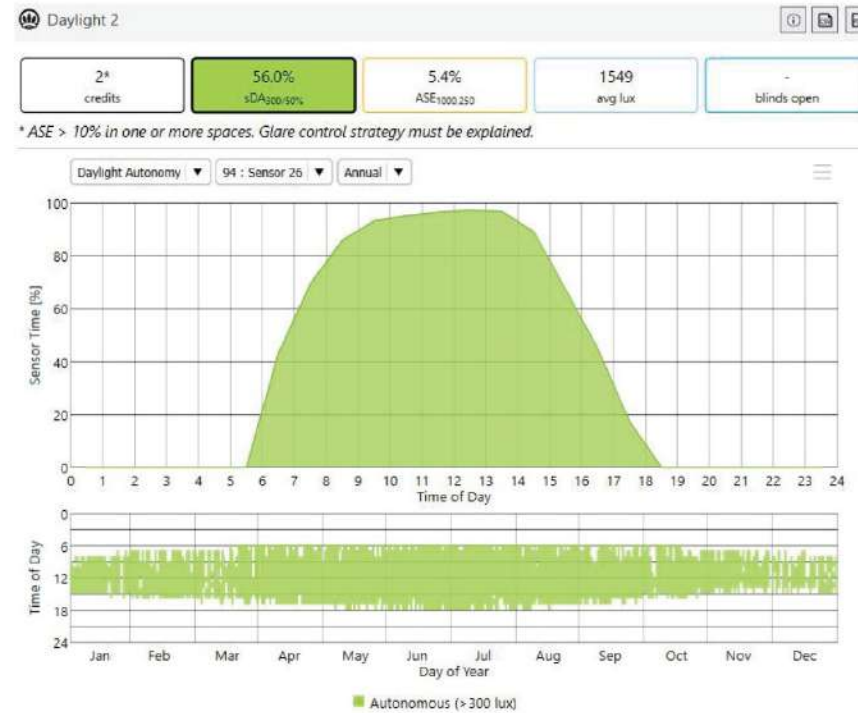 Daylight 2
2*
credits
56.0%
sDA300/50%
5.4%
ASE1000,250
1549
avg lux
-
blinds open
* ASE > 10% in one or more spaces. Glare control strategy must be explained.
Daylight Autonomy ▼ 94 : Sensor 26 ▼ Annual ▼
Sensor Time [%]
100
80
60
40
20
0
0 1 2 3 4 5 6 7 8 9 10 11 12 13 14 15 16 17 18 19 20 21 22 23 24
Time of Day
Time of Day
0
6
12
18
24
Jan Feb Mar Apr May Jun Jul Aug Sep Oct Nov Dec
Day of Year
Autonomous (>300 lux)